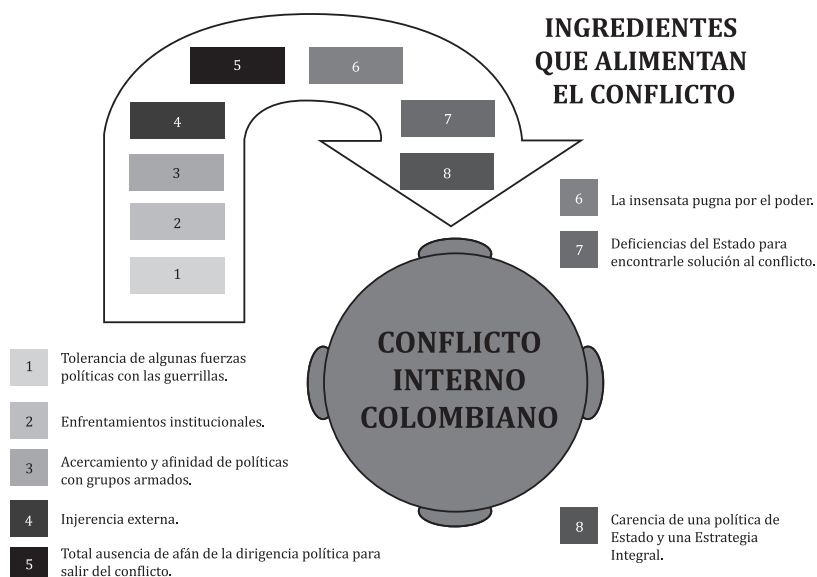 INGREDIENTES
QUE ALIMENTAN
EL CONFLICTO
5
6
4
7
3
8
2
1
6
La insensata pugna por el poder.
7
Deficiencias del Estado para
encontrarle solución al conflicto.
CONFLICTO
INTERNO
COLOMBIANO
1
Tolerancia de algunas fuerzas
políticas con las guerrillas.
2
Enfrentamientos institucionales.
3
Acercamiento y afinidad de políticas
con grupos armados.
4
Injerencia externa.
5
Total ausencia de afán de la dirigencia política para
salir del conflicto.
8
Carencia de una política de
Estado y una Estrategia
Integral.